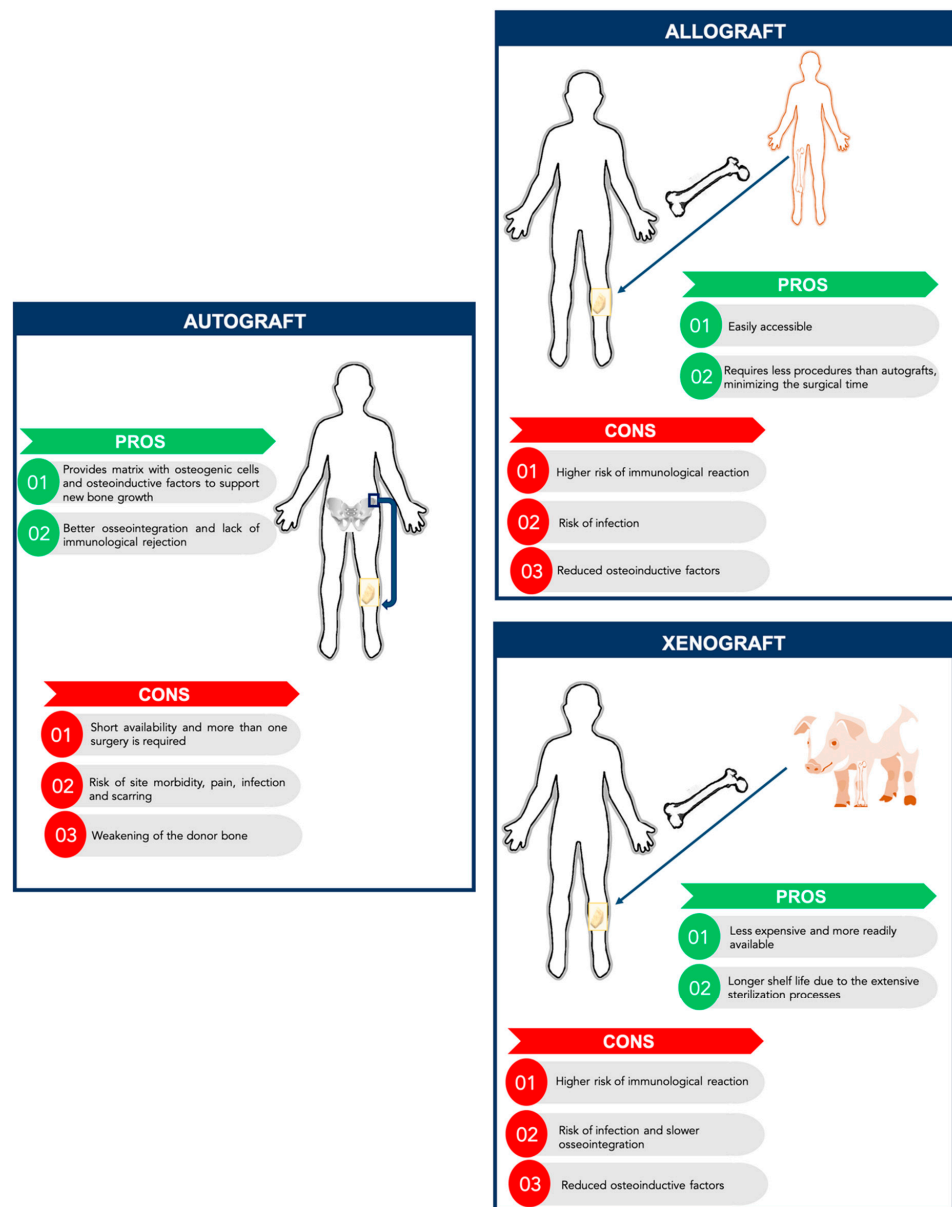 ALLOGRAFT
PROS
01
Easily accessible
02
Requires less procedures than autografts,
minimizing the surgical time
CONS
01
Higher risk of immunological reaction
02
Risk of infection
03
Reduced osteoinductive factors
AUTOGRAFT
PROS
01
Provides matrix with osteogenic cells
and osteoinductive factors to support
new bone growth
02
Better osseointegration and lack of
immunological rejection
CONS
01
Short availability and more than one
surgery is required
02
Risk of site morbidity, pain, infection
and scarring
03
Weakening of the donor bone
XENOGRAFT
PROS
01
Less expensive and more readily
available
02
Longer shelf life due to the extensive
sterilization processes
CONS
01
Higher risk of immunological reaction
02
Risk of infection and slower
osseointegration
03
Reduced osteoinductive factors